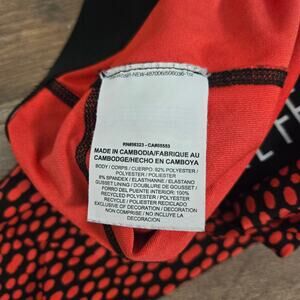 RN#56323 - CA#05553
MADE IN CAMBODIA/FABRIQUE AU
CAMBODGE/HECHO EN CAMBOYA
BODY / CORPS / CUERPO: 92% POLYESTER /
POLYESTER / POLIESTER
8% SPANDEX / ELASTHANNE / ELASTANO
GUSSET LINING / DOUBLURE DE GOUSSET /
FORRO DEL PUENTE INTERIOR: 100%
RECYCLED POLYESTER / POLYESTER
RECYCLÉ / POLIÉSTER RECICLADO
EXCLUSIVE OF DECORATION / DÉCORATION
NON COMPRISE / NO INCLUYE LA
DECORACIÓN